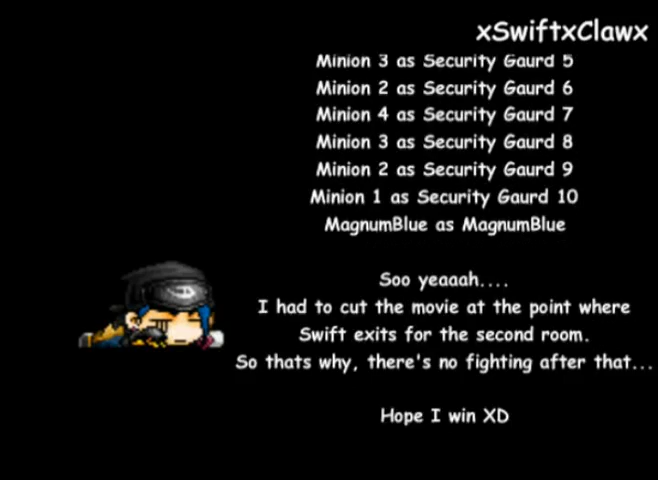 xSwiftxClawx
Minion 3 as Security Gaurd 5
Minion 2 as Security Gaurd 6
Minion 4 as Security Gaurd 7
Minion 3 as Security Gaurd 8
Minion 2 as Security Gaurd 9
Minion 1 as Security Gaurd 10
MagnumBlue as MagnumBlue
Soo yeaaah....
I had to cut the movie at the point where
Swift exits for the second room.
So thats why, there's no fighting after that...
Hope I win XD